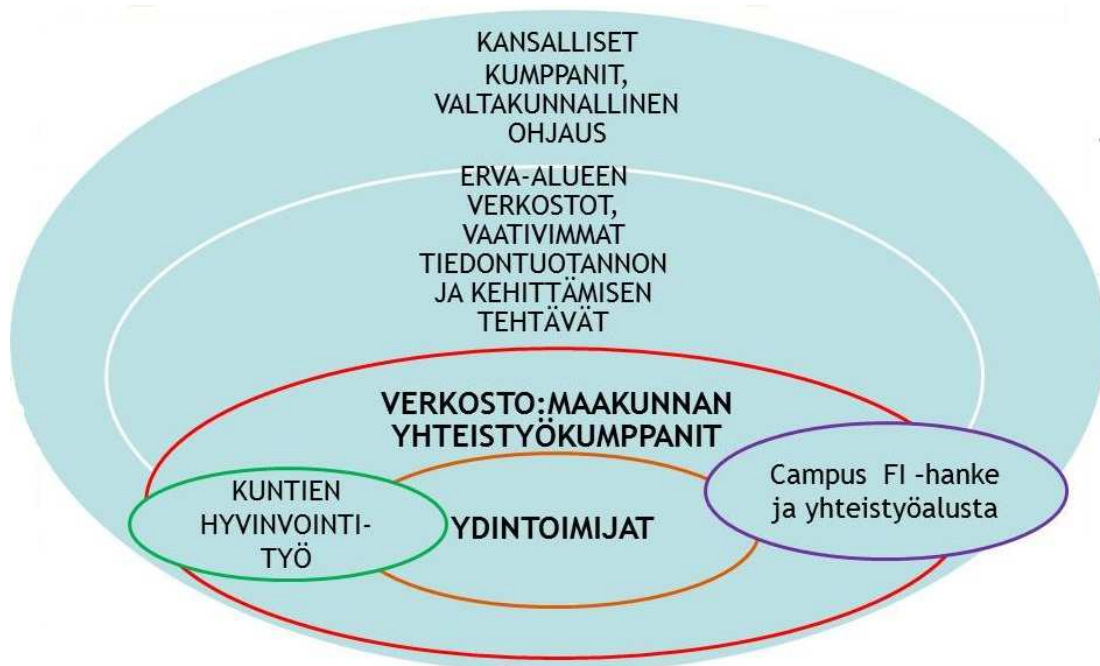 KANSALLISET
KUMPPANIT,
VALTAKUNNALLINEN
OHJAUS
ERVA-ALUEEN
VERKOSTOT,
VAATIVIMMAT
TIEDONTUOTANNON
JA KEHITTÄMISEN
TEHTÄVÄT
VERKOSTO:MAAKUNNAN
YHTEISTYÖKUMPPANIT
KUNTIEN
HYVINVOINTI-
TYÖ
YDINTOIMIJAT
Campus FI -hanke
ja yhteistyöalusta